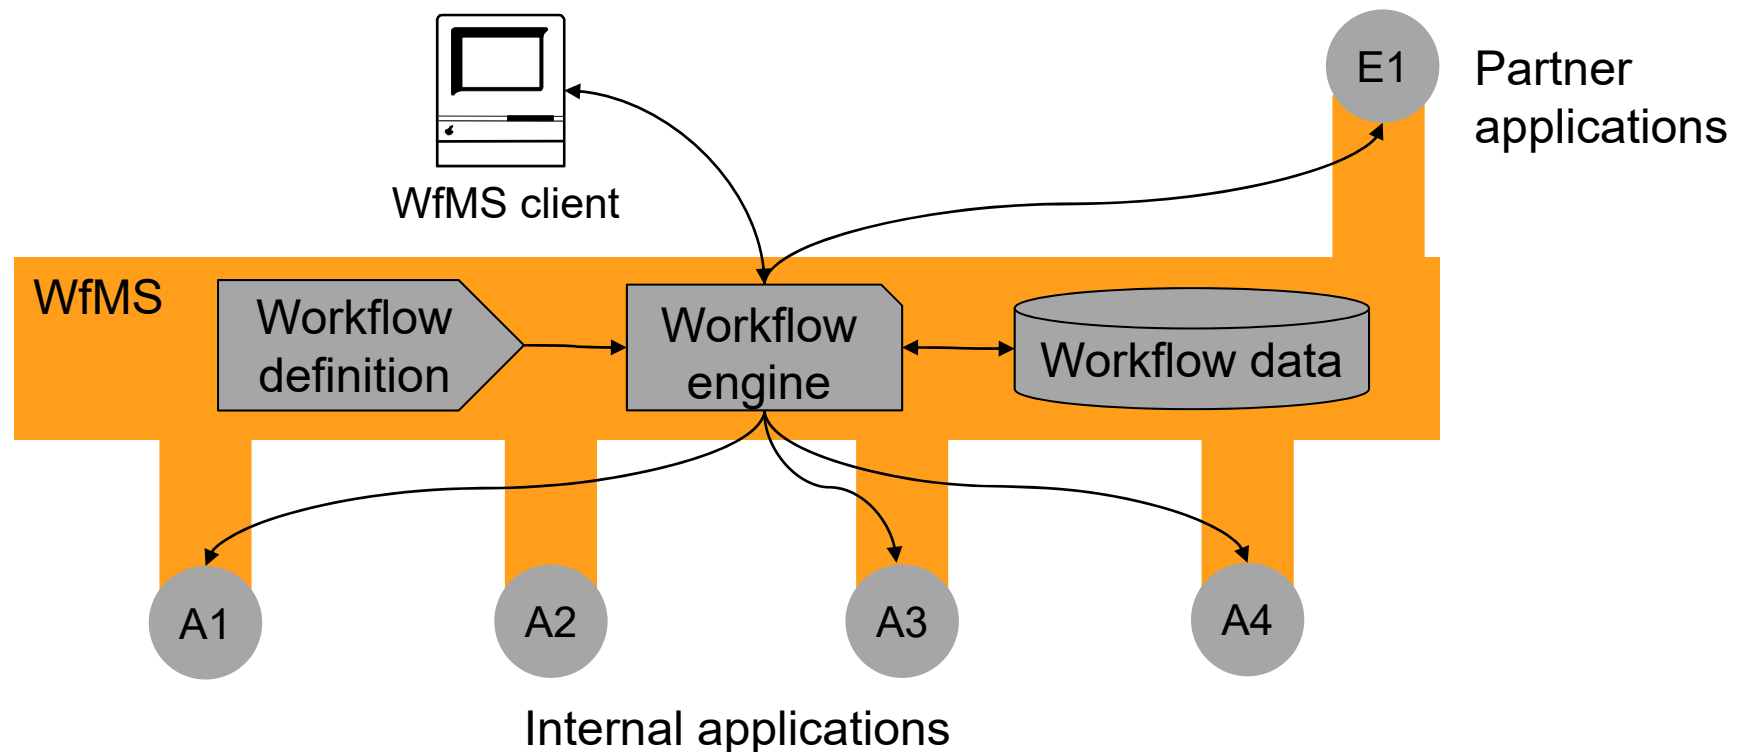 E1
Partner
applications
WfMS client
WfMS
Workflow
definition
Workflow
engine
Workflow data
A1
A2
A3
A4
Internal applications